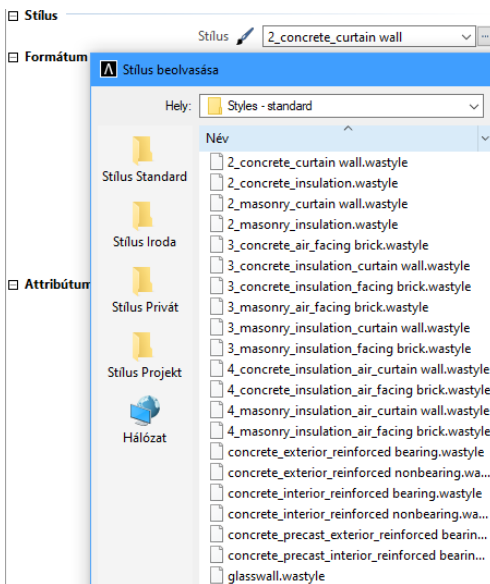 Stílus
Stílus 2_concrete_curtain wall ...
Formátum
Stílus beolvasása
Hely: Styles - standard
Név
Stílus Standard
Stílus Iroda
Stílus Privát
Stílus Projekt
Hálózat
2_concrete_curtain wall.wastyle
2_concrete_insulation.wastyle
2_masonry_curtain wall.wastyle
2_masonry_insulation.wastyle
3_concrete_air_facing brick.wastyle
3_concrete_insulation_curtain wall.wastyle
3_concrete_insulation_facing brick.wastyle
3_masonry_air_facing brick.wastyle
3_masonry_insulation_curtain wall.wastyle
3_masonry_insulation_facing brick.wastyle
4_concrete_insulation_air_curtain wall.wastyle
4_concrete_insulation_air_facing brick.wastyle
4_masonry_insulation_air_curtain wall.wastyle
4_masonry_insulation_air_facing brick.wastyle
concrete_exterior_reinforced bearing.wastyle
concrete_exterior_reinforced nonbearing.wa...
concrete_interior_reinforced bearing.wastyle
concrete_interior_reinforced nonbearing.wa...
concrete_precast_exterior_reinforced bearin...
concrete_precast_interior_reinforced bearin...
glasswall.wastyle
Attribútum